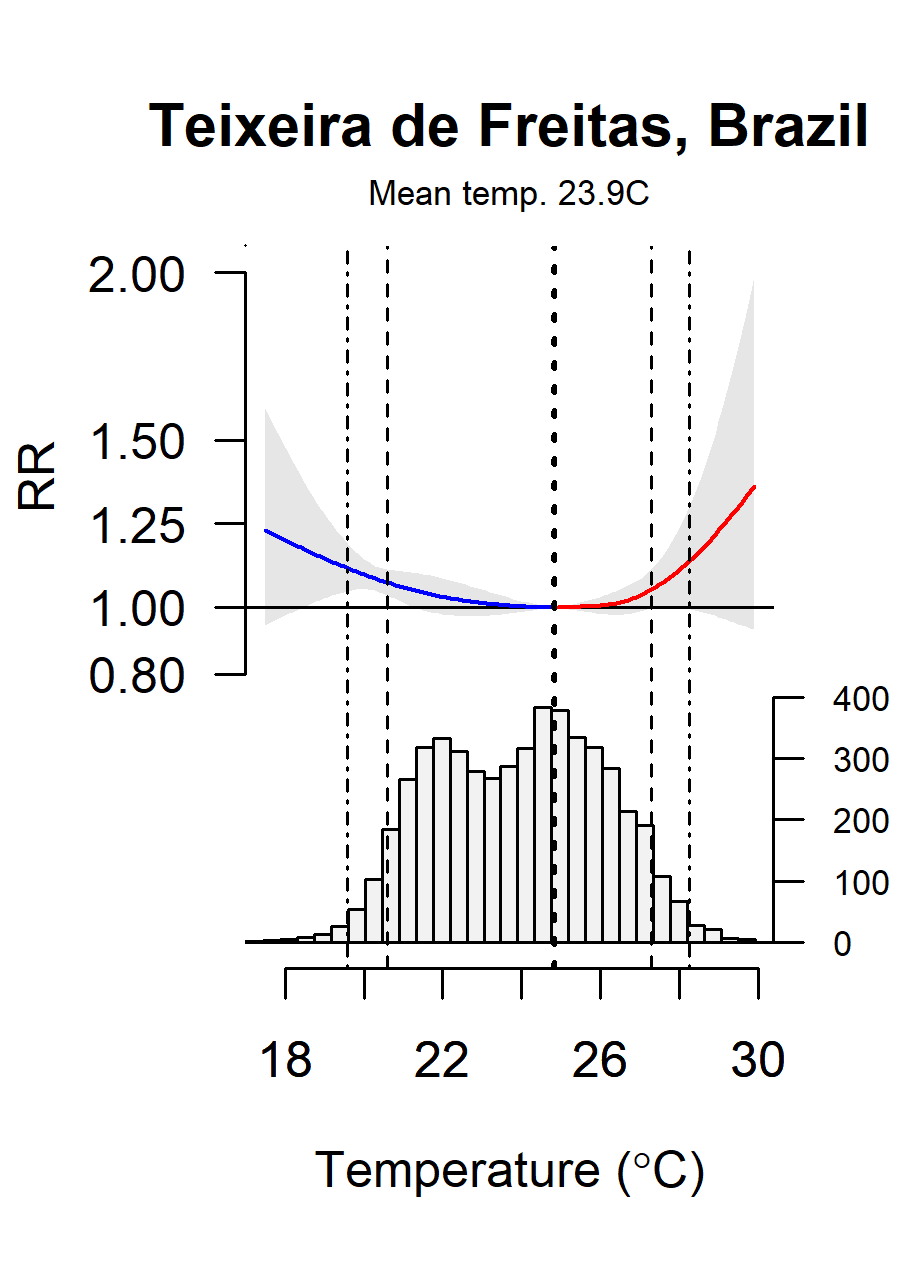 Teixeira de Freitas, Brazil
Mean temp. 23.9C
RR
2.00
1.50
1.25
1.00
0.80
400
300
200
100
0
18 22 26 30
Temperature (°C)